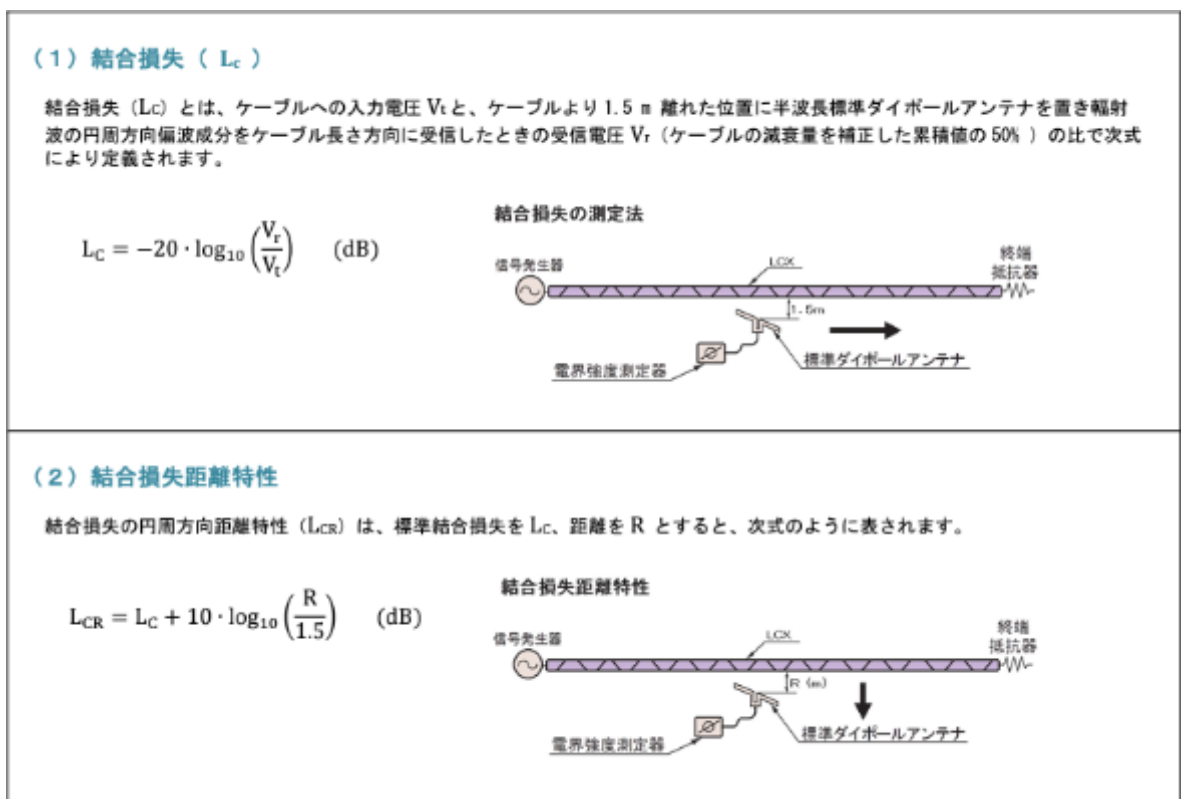 （1）結合損失（ Lc ）
結合損失（Lc）とは、ケーブルへの入力電圧 Vtと、ケーブルより1.5 m 離れた位置に半波長標準ダイポールアンテナを置き輻射
波の円周方向偏波成分をケーブル長さ方向に受信したときの受信電圧 Vr（ケーブルの減衰量を補正した累積値の50% ）の比で次式
により定義されます。
L_C = −20 · log₁₀(V_r/V_t) (dB)
結合損失の測定法
信号発生器
LCX
終端
抵抗器
1.5m
標準ダイポールアンテナ
電界強度測定器
（2）結合損失距離特性
結合損失の円周方向距離特性（LCR）は、標準結合損失を Lc、距離を R とすると、次式のように表されます。
L_CR = L_C + 10 · log₁₀(R/1.5) (dB)
結合損失距離特性
信号発生器
LCX
終端
抵抗器
R (m)
標準ダイポールアンテナ
電界強度測定器